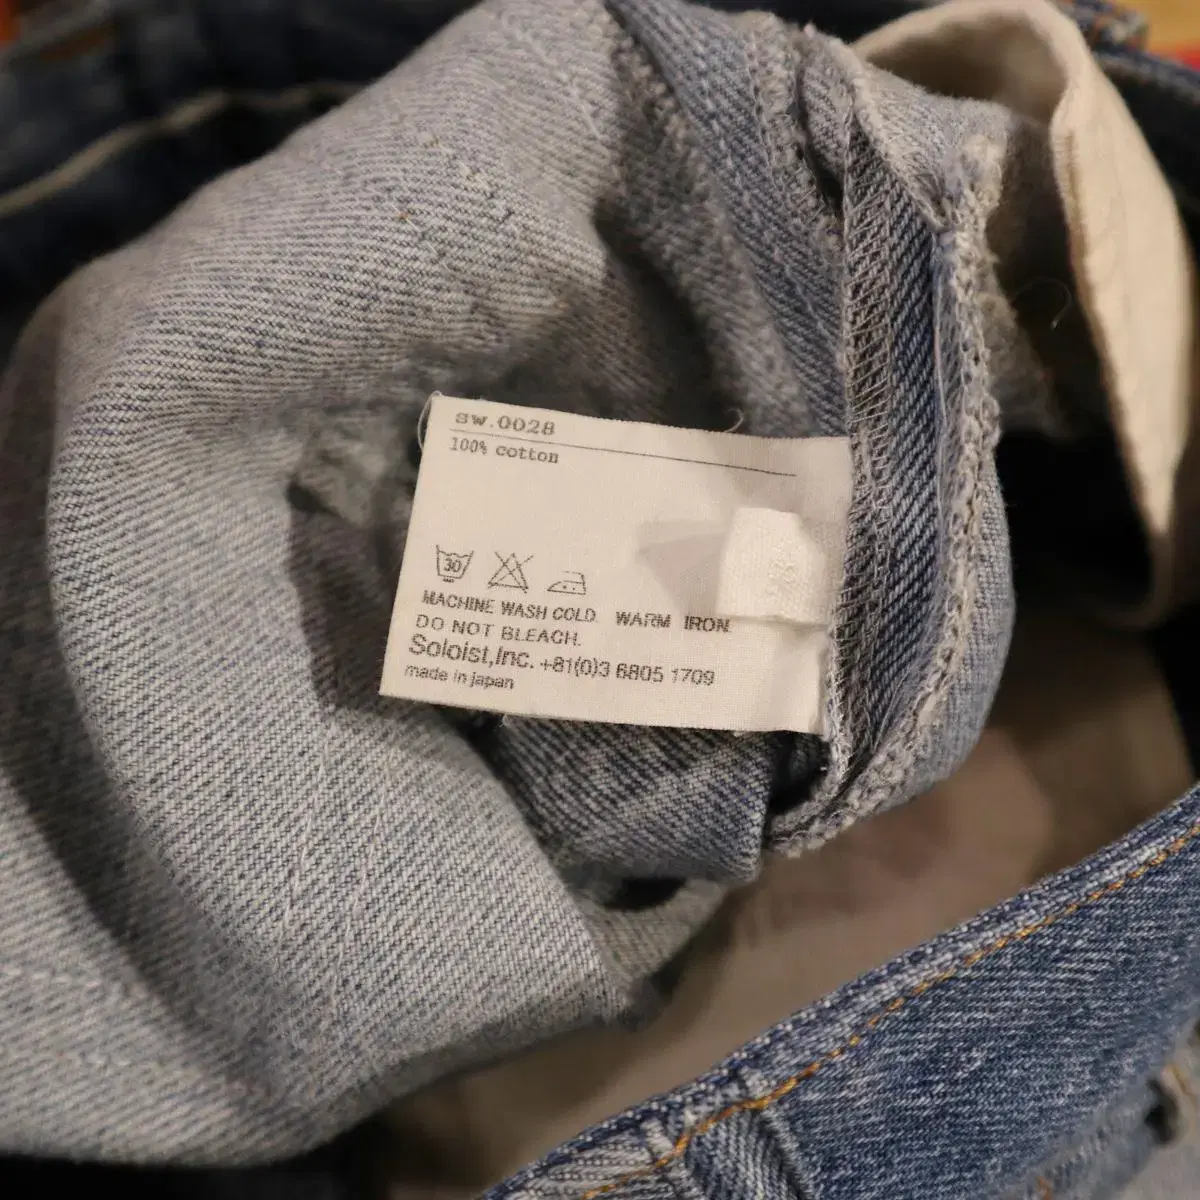 sw.0028
100% cotton
30
MACHINE WASH COLD. WARM IRON.
DO NOT BLEACH.
Soloist,Inc. +81(0)3 6805 1709
made in japan